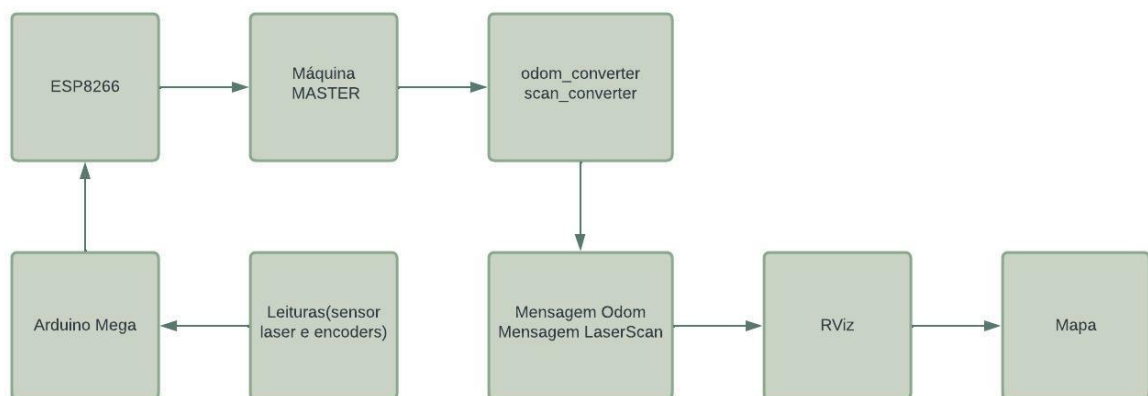 ESP8266
Máquina
MASTER
odom_converter
scan_converter
Arduino Mega
Leituras(sensor
laser e encoders)
Mensagem Odom
Mensagem LaserScan
RViz
Mapa